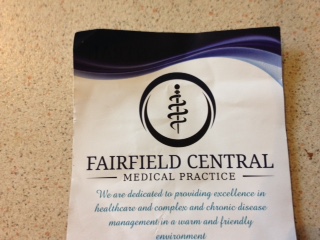 FAIRFIELD CENTRAL
MEDICAL PRACTICE
We are dedicated to providing excellence in
healthcare and complex and chronic disease
management in a warm and friendly
environment